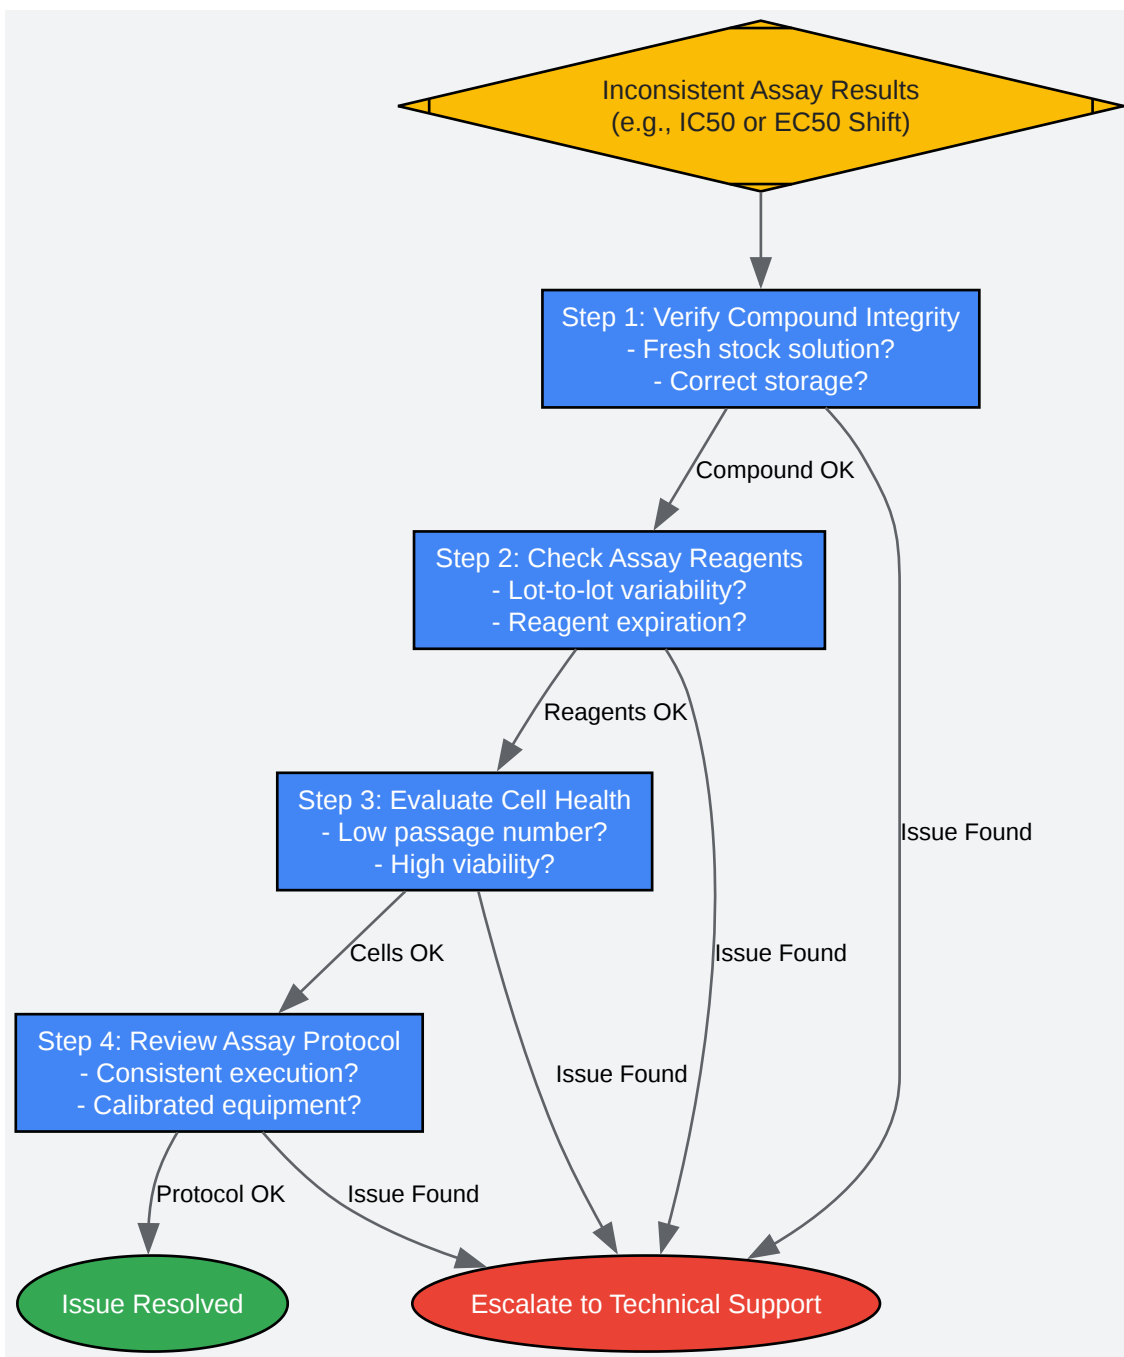 Inconsistent Assay Results
(e.g., IC50 or EC50 Shift)
Step 1: Verify Compound Integrity
- Fresh stock solution?
- Correct storage?
Compound OK
Step 2: Check Assay Reagents
- Lot-to-lot variability?
- Reagent expiration?
Reagents OK
Step 3: Evaluate Cell Health
- Low passage number?
- High viability?
Issue Found
Cells OK
Issue Found
Step 4: Review Assay Protocol
- Consistent execution?
- Calibrated equipment?
Issue Found
Protocol OK
Issue Found
Issue Resolved
Escalate to Technical Support